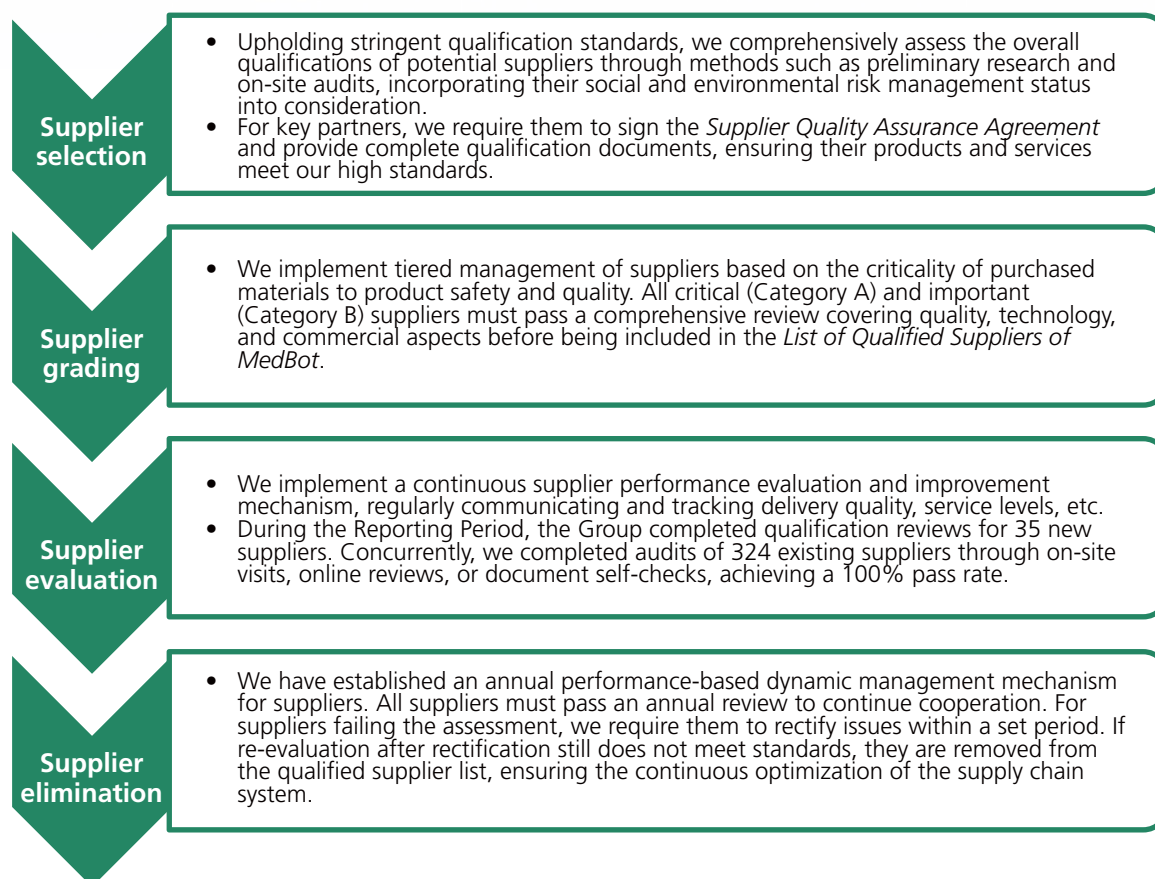 Supplier
selection
• Upholding stringent qualification standards, we comprehensively assess the overall
qualifications of potential suppliers through methods such as preliminary research and
on-site audits, incorporating their social and environmental risk management status
into consideration.
• For key partners, we require them to sign the Supplier Quality Assurance Agreement
and provide complete qualification documents, ensuring their products and services
meet our high standards.
Supplier
grading
• We implement tiered management of suppliers based on the criticality of purchased
materials to product safety and quality. All critical (Category A) and important
(Category B) suppliers must pass a comprehensive review covering quality, technology,
and commercial aspects before being included in the List of Qualified Suppliers of
MedBot.
Supplier
evaluation
• We implement a continuous supplier performance evaluation and improvement
mechanism, regularly communicating and tracking delivery quality, service levels, etc.
• During the Reporting Period, the Group completed qualification reviews for 35 new
suppliers. Concurrently, we completed audits of 324 existing suppliers through on-site
visits, online reviews, or document self-checks, achieving a 100% pass rate.
Supplier
elimination
• We have established an annual performance-based dynamic management mechanism
for suppliers. All suppliers must pass an annual review to continue cooperation. For
suppliers failing the assessment, we require them to rectify issues within a set period. If
re-evaluation after rectification still does not meet standards, they are removed from
the qualified supplier list, ensuring the continuous optimization of the supply chain
system.